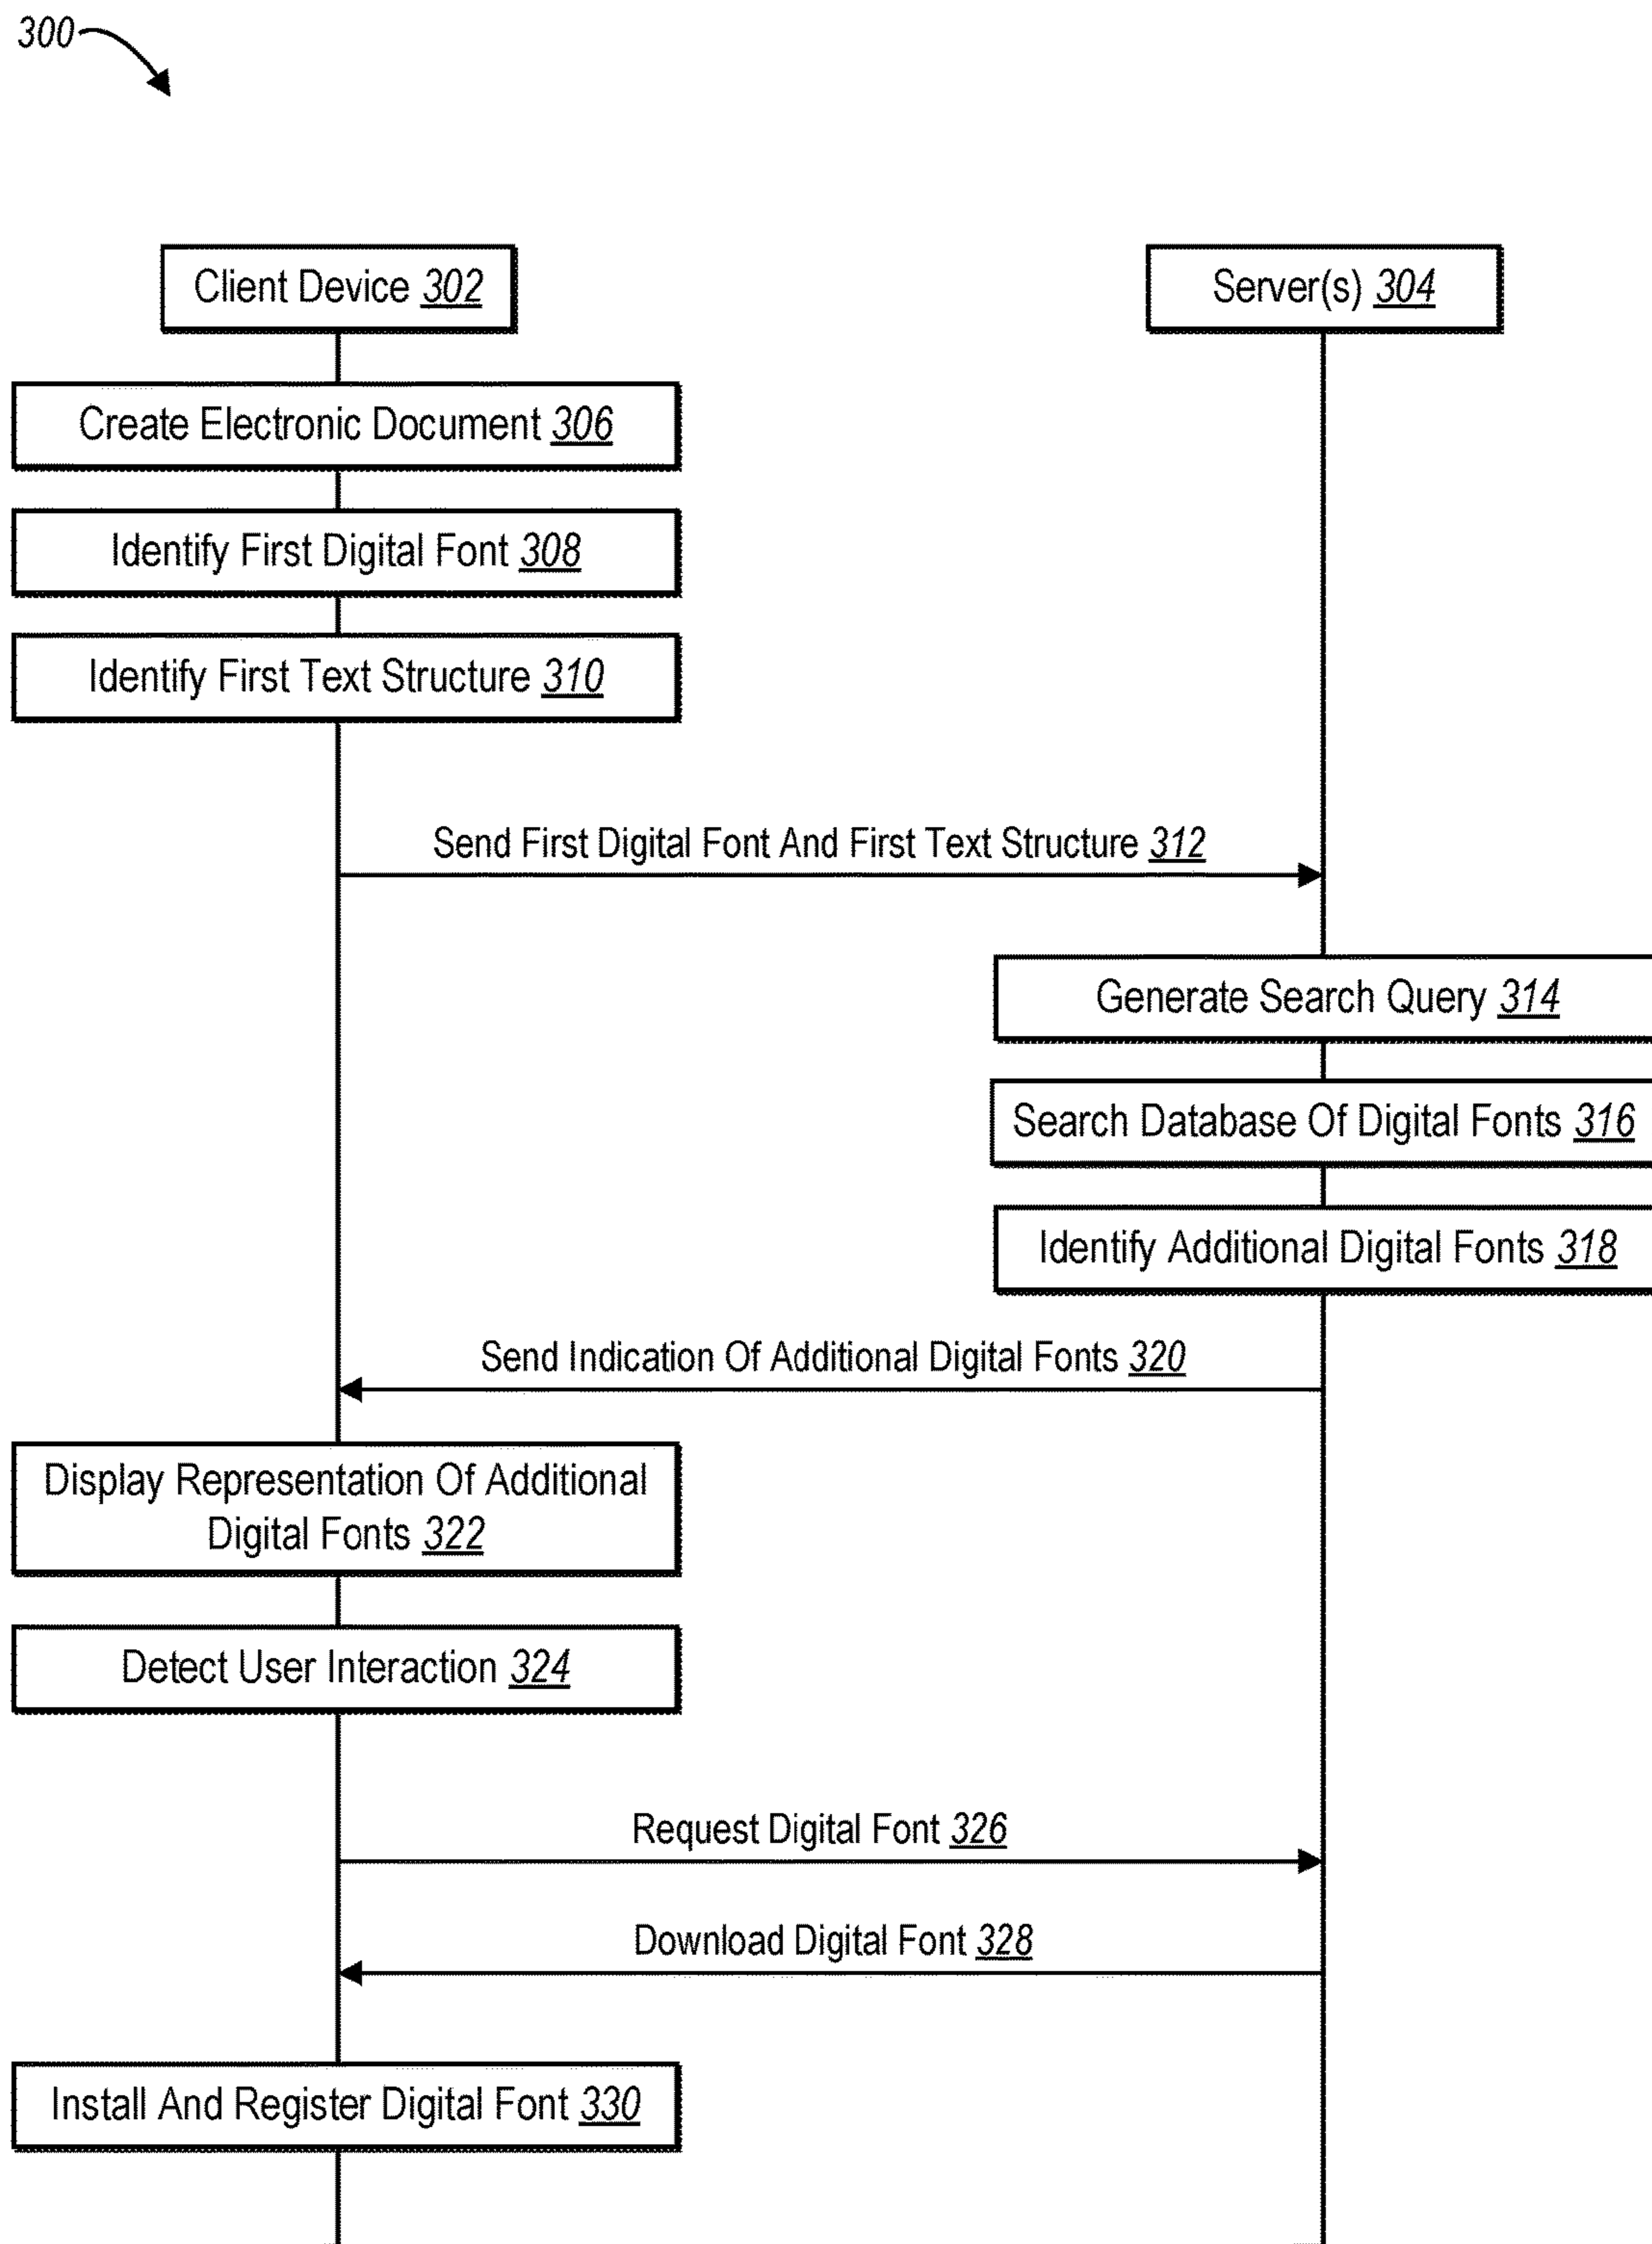 300
Client Device 302
Server(s) 304
Create Electronic Document 306
Identify First Digital Font 308
Identify First Text Structure 310
Send First Digital Font And First Text Structure 312
Generate Search Query 314
Search Database Of Digital Fonts 316
Identify Additional Digital Fonts 318
Send Indication Of Additional Digital Fonts 320
Display Representation Of Additional
Digital Fonts 322
Detect User Interaction 324
Request Digital Font 326
Download Digital Font 328
Install And Register Digital Font 330